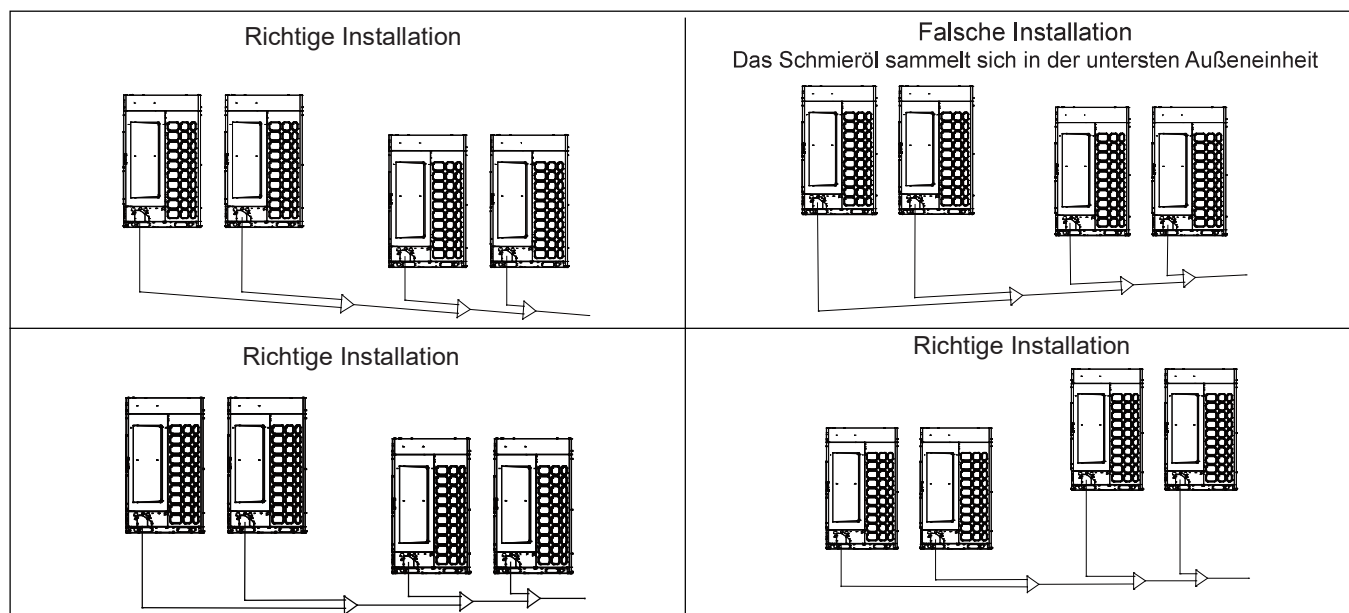 Richtige Installation
Falsche Installation
Das Schmieröl sammelt sich in der untersten Außeneinheit
Richtige Installation
Richtige Installation